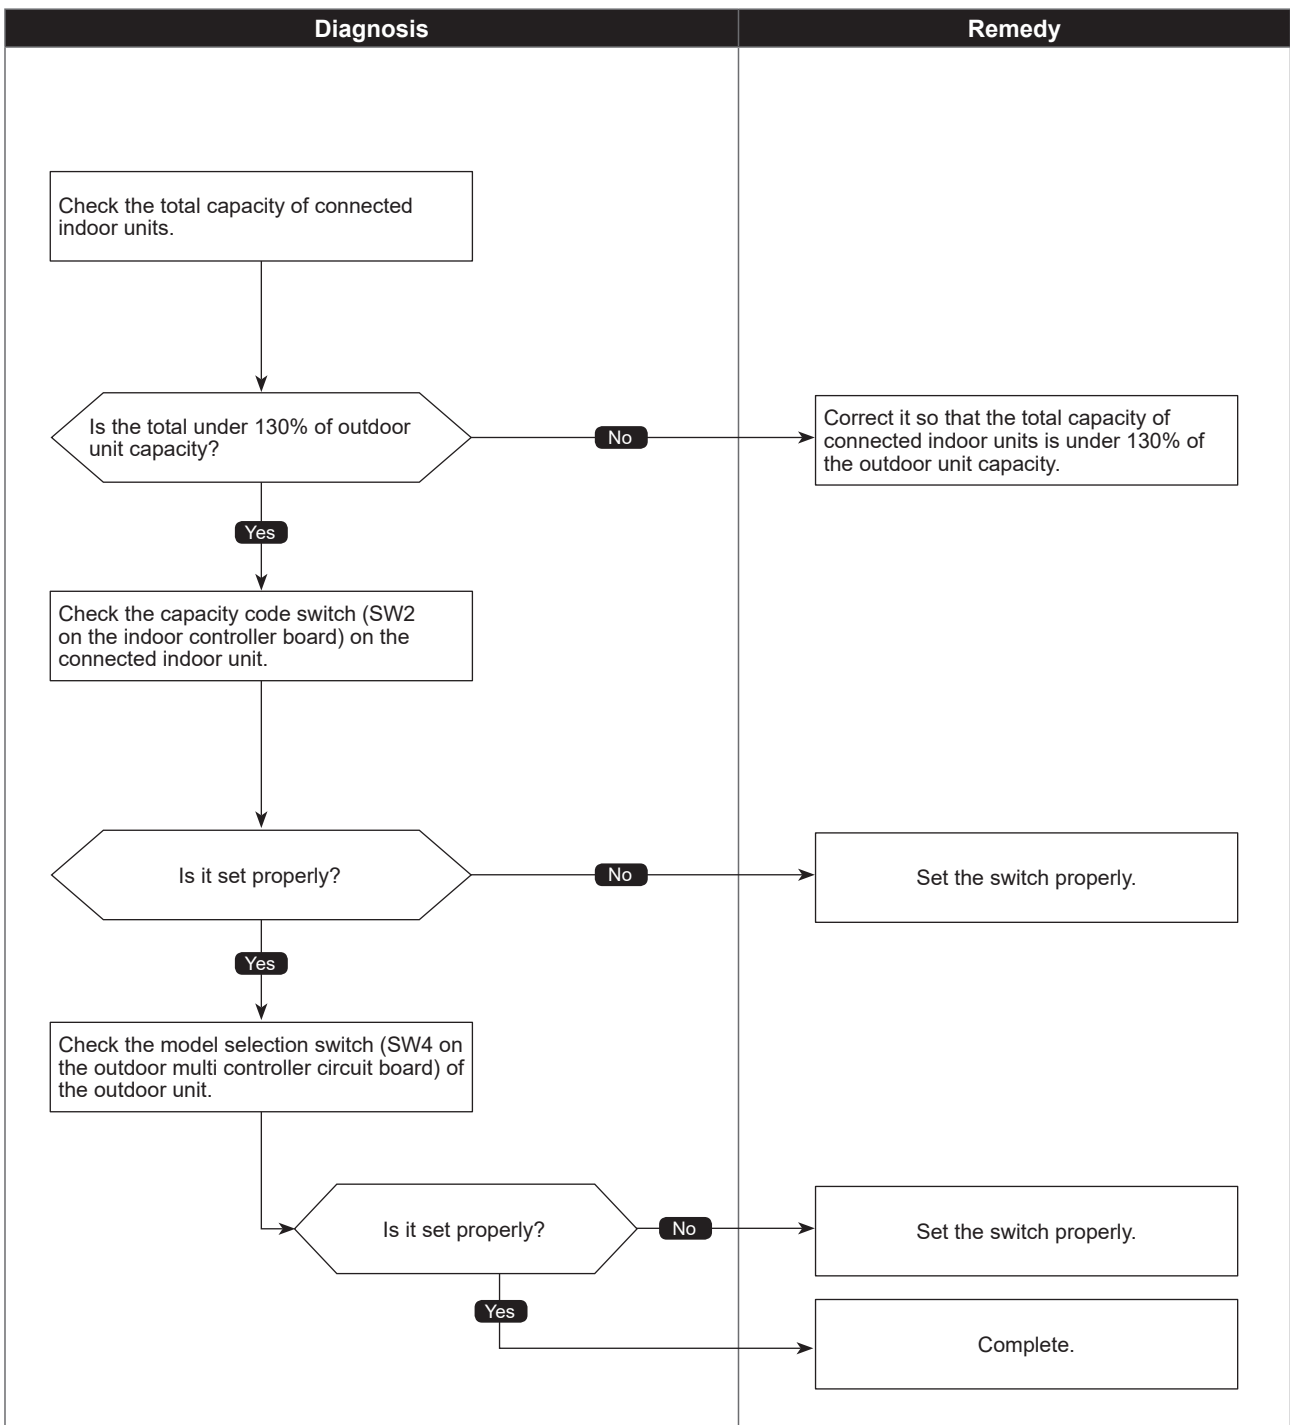 Diagnosis
Remedy
Check the total capacity of connected
indoor units.
Is the total under 130% of outdoor
unit capacity?
No
Correct it so that the total capacity of
connected indoor units is under 130% of
the outdoor unit capacity.
Yes
Check the capacity code switch (SW2
on the indoor controller board) on the
connected indoor unit.
Is it set properly?
No
Set the switch properly.
Yes
Check the model selection switch (SW4 on
the outdoor multi controller circuit board) of
the outdoor unit.
Is it set properly?
No
Set the switch properly.
Yes
Complete.